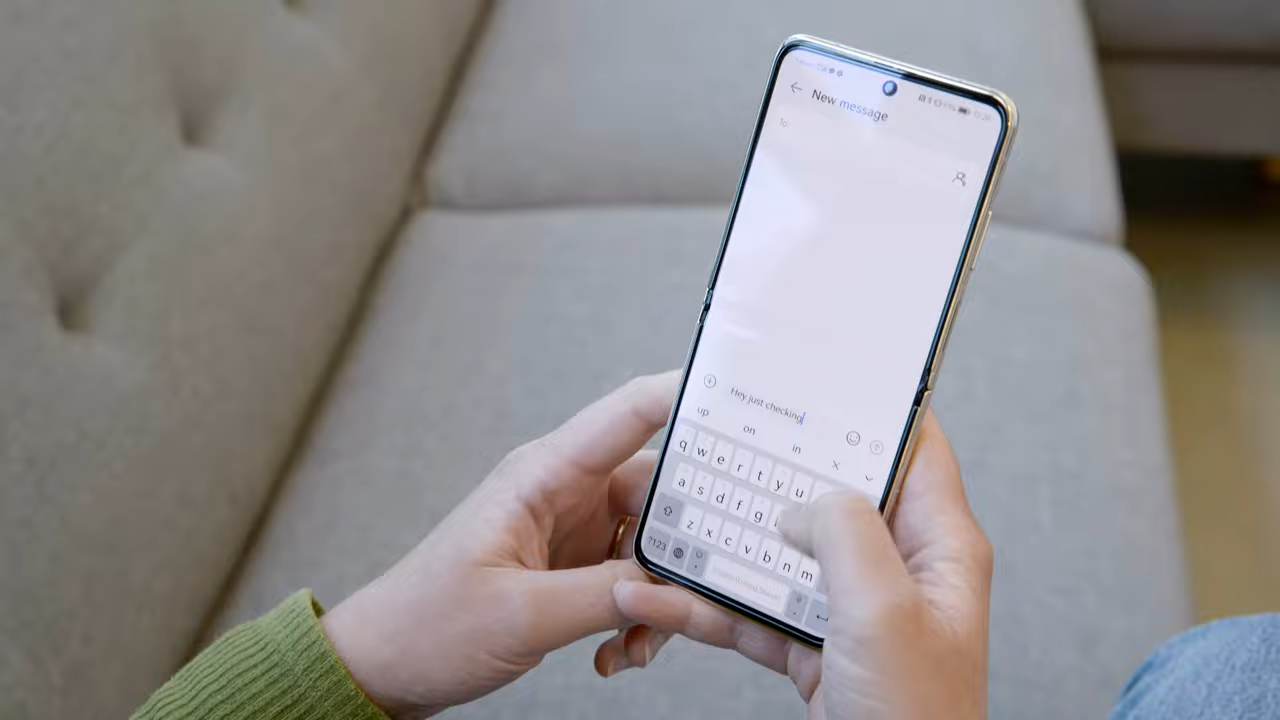 New message
To:
Hey just checking
up on in
q w e r t y u
a s d f g
z x c v b n m
?123